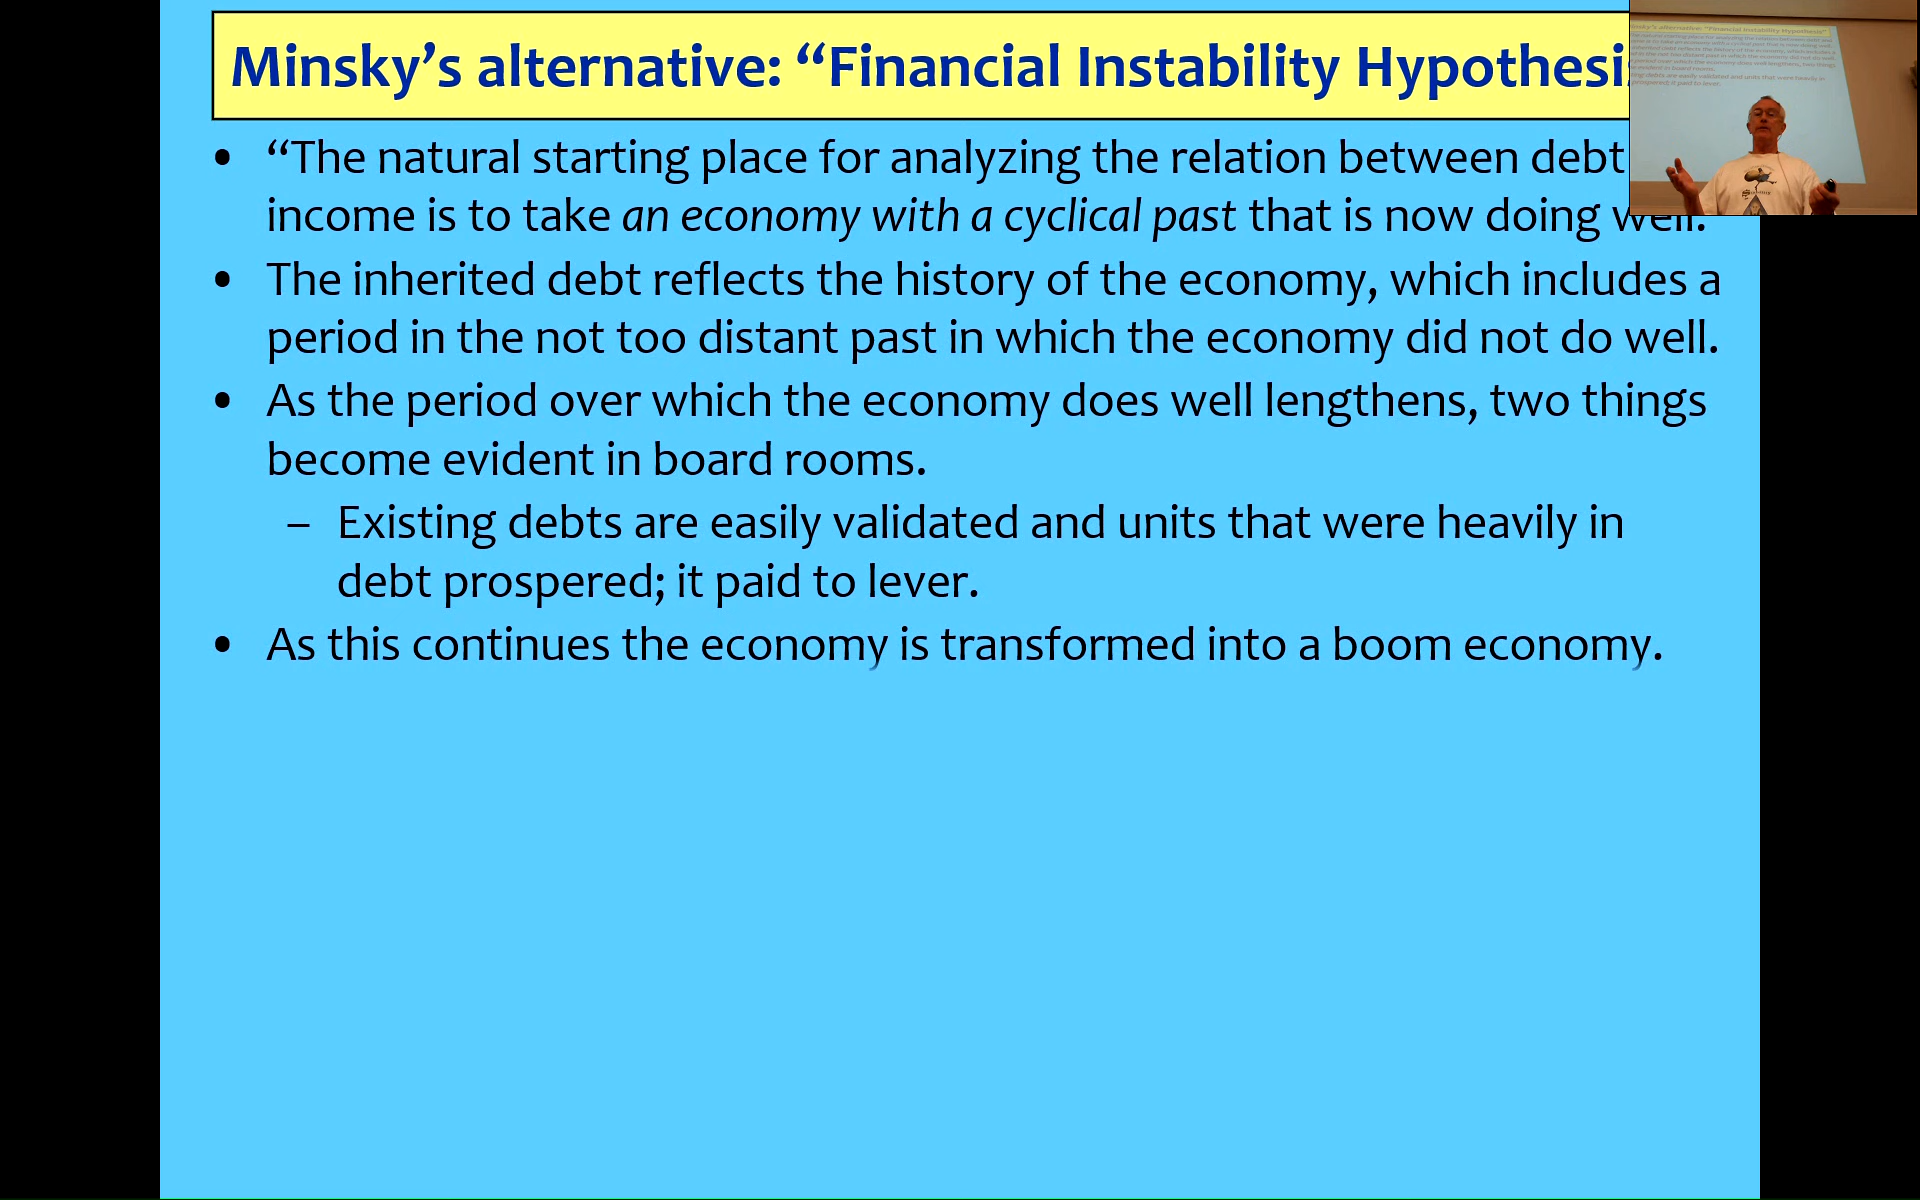 Minsky’s alternative: “Financial Instability Hypothesi
• “The natural starting place for analyzing the relation between debt
income is to take an economy with a cyclical past that is now doing well.
• The inherited debt reflects the history of the economy, which includes a
period in the not too distant past in which the economy did not do well.
• As the period over which the economy does well lengthens, two things
become evident in board rooms.
– Existing debts are easily validated and units that were heavily in
debt prospered; it paid to lever.
• As this continues the economy is transformed into a boom economy.